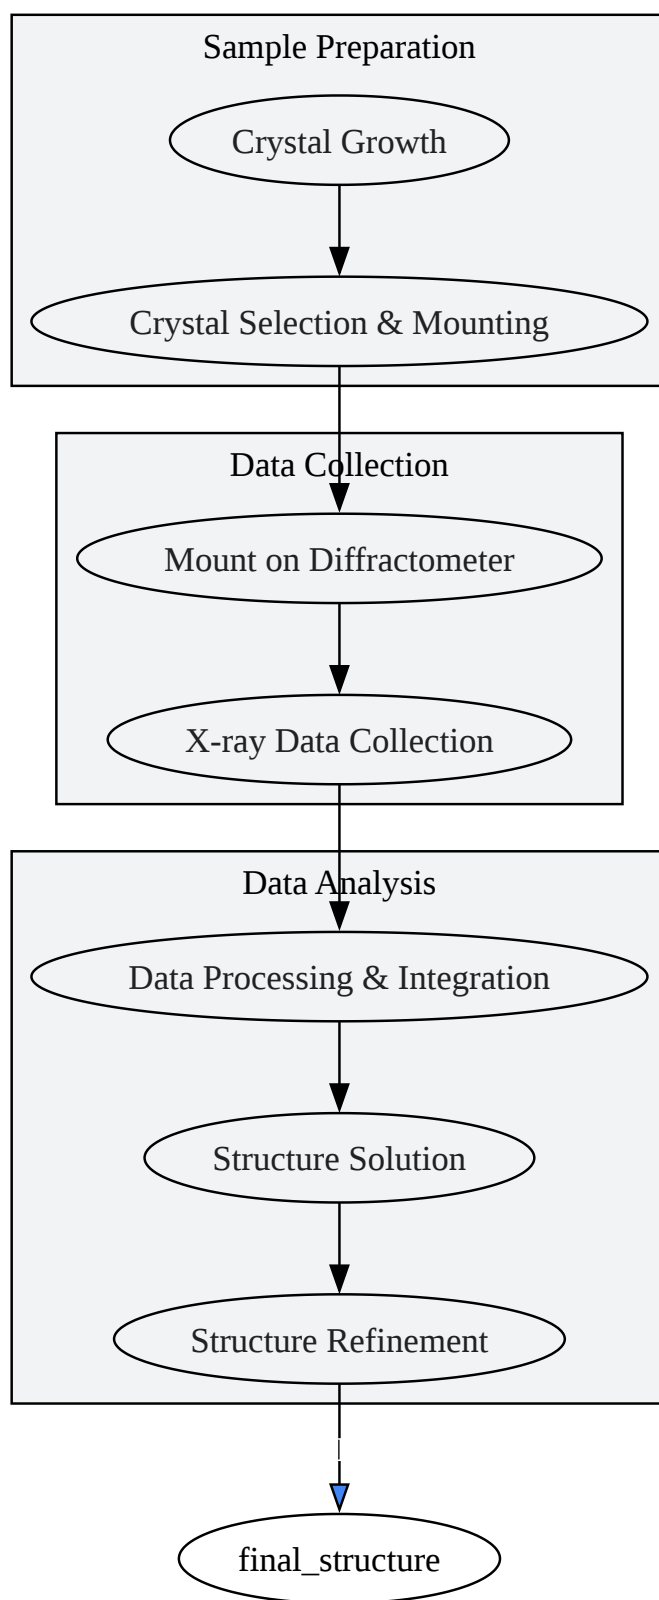 Sample Preparation
Crystal Growth
Crystal Selection & Mounting
Data Collection
Mount on Diffractometer
X-ray Data Collection
Data Analysis
Data Processing & Integration
Structure Solution
Structure Refinement
final_structure